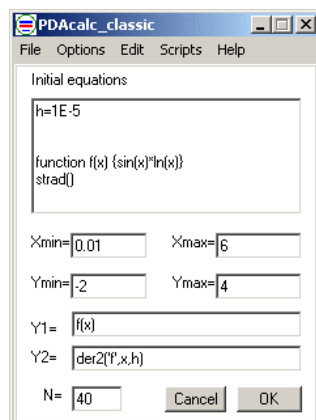 PDAcalc_classic
File Options Edit Scripts Help
Initial equations
h=1E-5
function f(x) {sin(x)*ln(x)}
strad()
Xmin= 0.01 Xmax= 6
Ymin= -2 Ymax= 4
Y1= f(x)
Y2= der2('f',x,h)
N= 40 Cancel OK